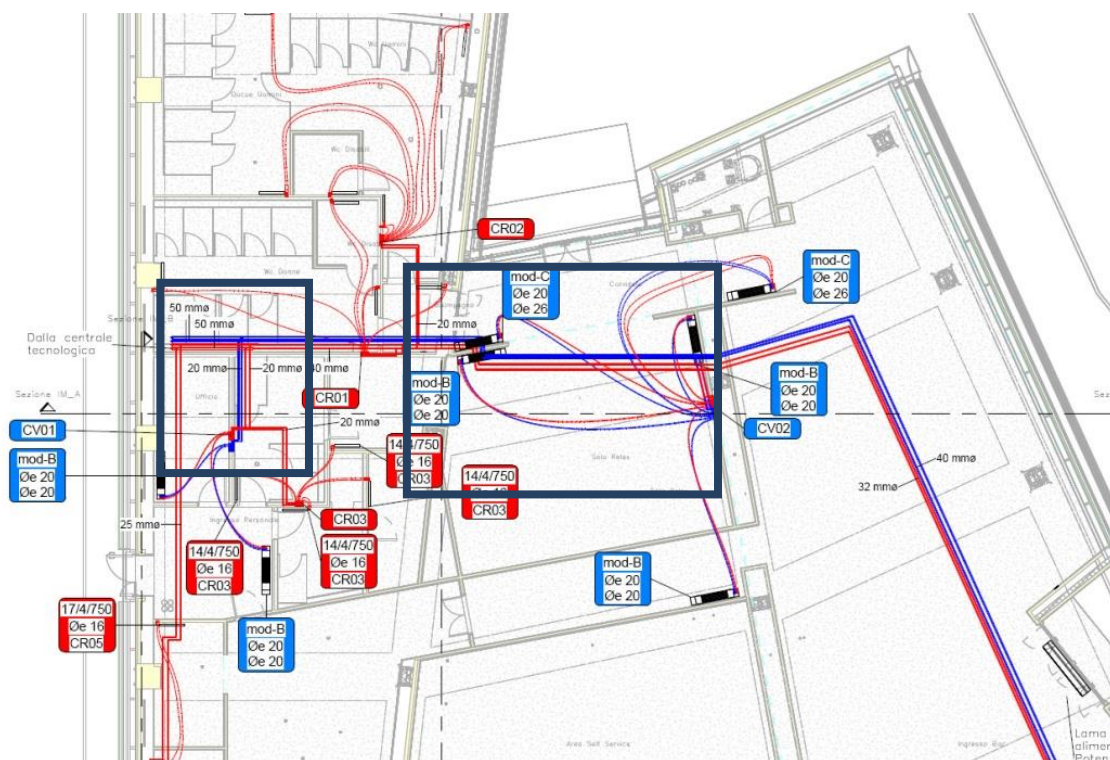 Wc Uomini
Docce Uomini
Wc Disabili
CR02
Wc Donne
mod-C
Øe 20
Øe 26
mod-C
Øe 20
Øe 26
50 mmø
50 mmø
20 mmø
Dalla centrale
tecnologica
20 mmø
20 mmø
40 mmø
mod-B
Øe 20
Øe 20
mod-B
Øe 20
Øe 20
Sezione IM_A
Ufficio
CR01
20 mmø
CV01
CV02
mod-B
Øe 20
Øe 20
14/4/750
Øe 16
CR03
Sala Relax
40 mmø
32 mmø
14/4/750
CR03
25 mmø
Ingresso Personale
CR03
14/4/750
Øe 16
CR03
14/4/750
Øe 16
CR03
mod-B
Øe 20
Øe 20
17/4/750
Øe 16
CR05
mod-B
Øe 20
Øe 20
Area Self Service
Ingresso Bar
Lama